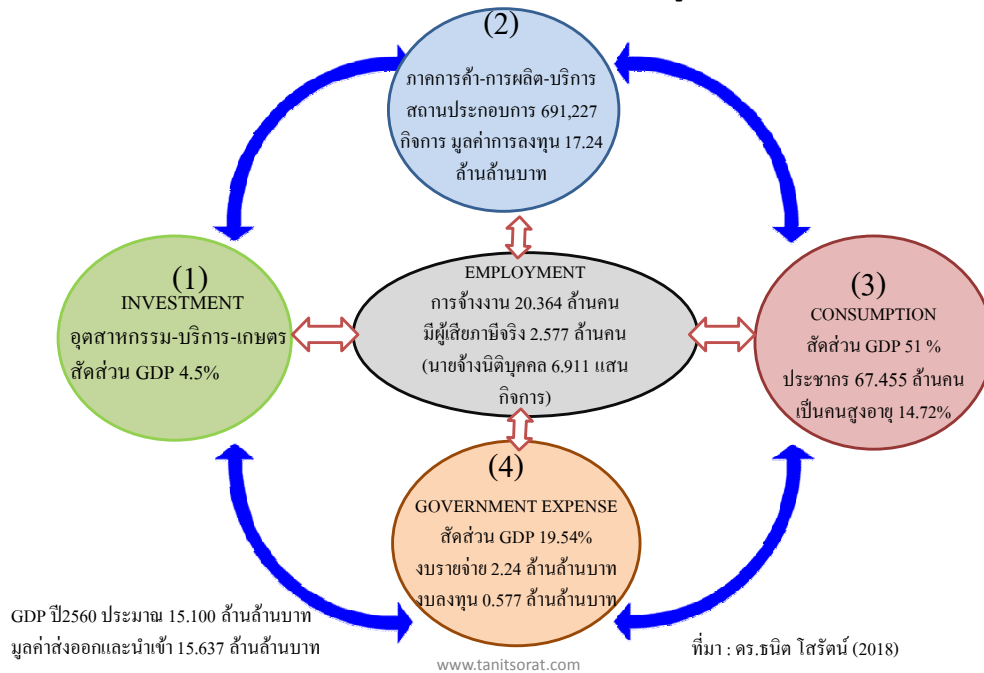 (2)
ภาคการค้า-การผลิต-บริการ
สถานประกอบการ 691,227
กิจการ มูลค่าการลงทุน 17.24
ล้านล้านบาท
(1)
INVESTMENT
อุตสาหกรรม-บริการ-เกษตร
สัดส่วน GDP 4.5%
EMPLOYMENT
การจ้างงาน 20.364 ล้านคน
มีผู้เสียภาษีจริง 2.577 ล้านคน
(นายจ้างนิติบุคคล 6.911 แสน
กิจการ)
(3)
CONSUMPTION
สัดส่วน GDP 51 %
ประชากร 67.455 ล้านคน
เป็นคนสูงอายุ 14.72%
(4)
GOVERNMENT EXPENSE
สัดส่วน GDP 19.54%
งบรายจ่าย 2.24 ล้านล้านบาท
งบลงทุน 0.577 ล้านล้านบาท
GDP ปี2560 ประมาณ 15.100 ล้านล้านบาท
มูลค่าส่งออกและนำเข้า 15.637 ล้านล้านบาท
ที่มา : ดร.ธนิต โสรัตน์ (2018)
www.tanitsorat.com